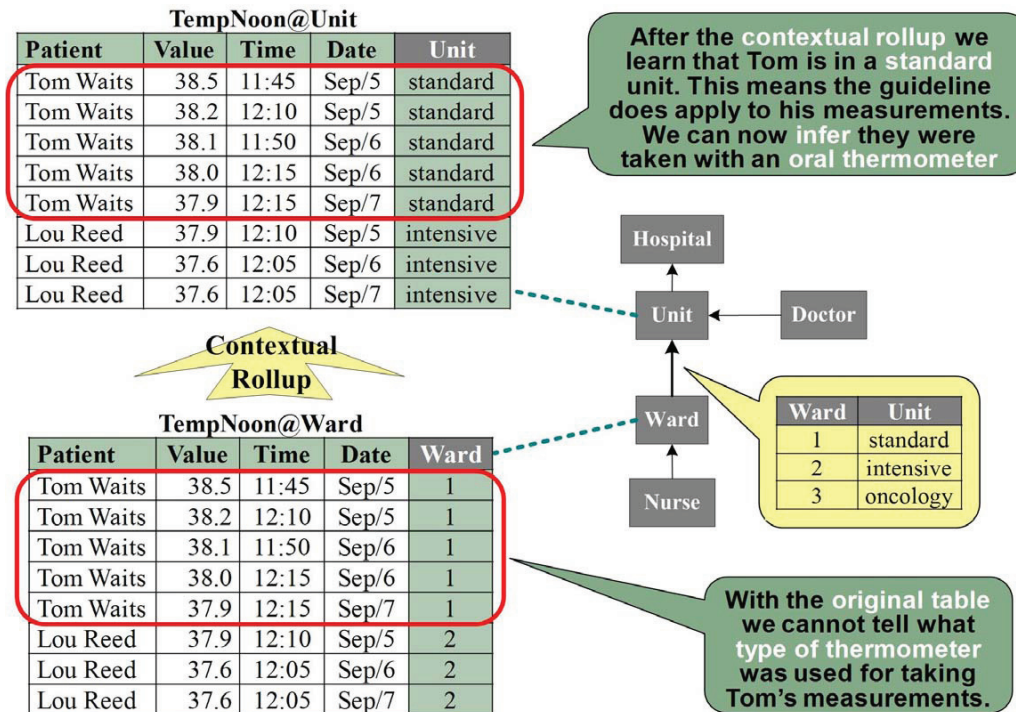 TempNoon@Unit
Patient Value Time Date Unit
Tom Waits 38.5 11:45 Sep/5 standard
Tom Waits 38.2 12:10 Sep/5 standard
Tom Waits 38.1 11:50 Sep/6 standard
Tom Waits 38.0 12:15 Sep/6 standard
Tom Waits 37.9 12:15 Sep/7 standard
Lou Reed 37.9 12:10 Sep/5 intensive
Lou Reed 37.6 12:05 Sep/6 intensive
Lou Reed 37.6 12:05 Sep/7 intensive
After the contextual rollup we
learn that Tom is in a standard
unit. This means the guideline
does apply to his measurements.
We can now infer they were
taken with an oral thermometer
Hospital
Unit
Doctor
Ward
Nurse
Ward Unit
1 standard
2 intensive
3 oncology
Contextual
Rollup
TempNoon@Ward
Patient Value Time Date Ward
Tom Waits 38.5 11:45 Sep/5 1
Tom Waits 38.2 12:10 Sep/5 1
Tom Waits 38.1 11:50 Sep/6 1
Tom Waits 38.0 12:15 Sep/6 1
Tom Waits 37.9 12:15 Sep/7 1
Lou Reed 37.9 12:10 Sep/5 2
Lou Reed 37.6 12:05 Sep/6 2
Lou Reed 37.6 12:05 Sep/7 2
With the original table
we cannot tell what
type of thermometer
was used for taking
Tom's measurements.